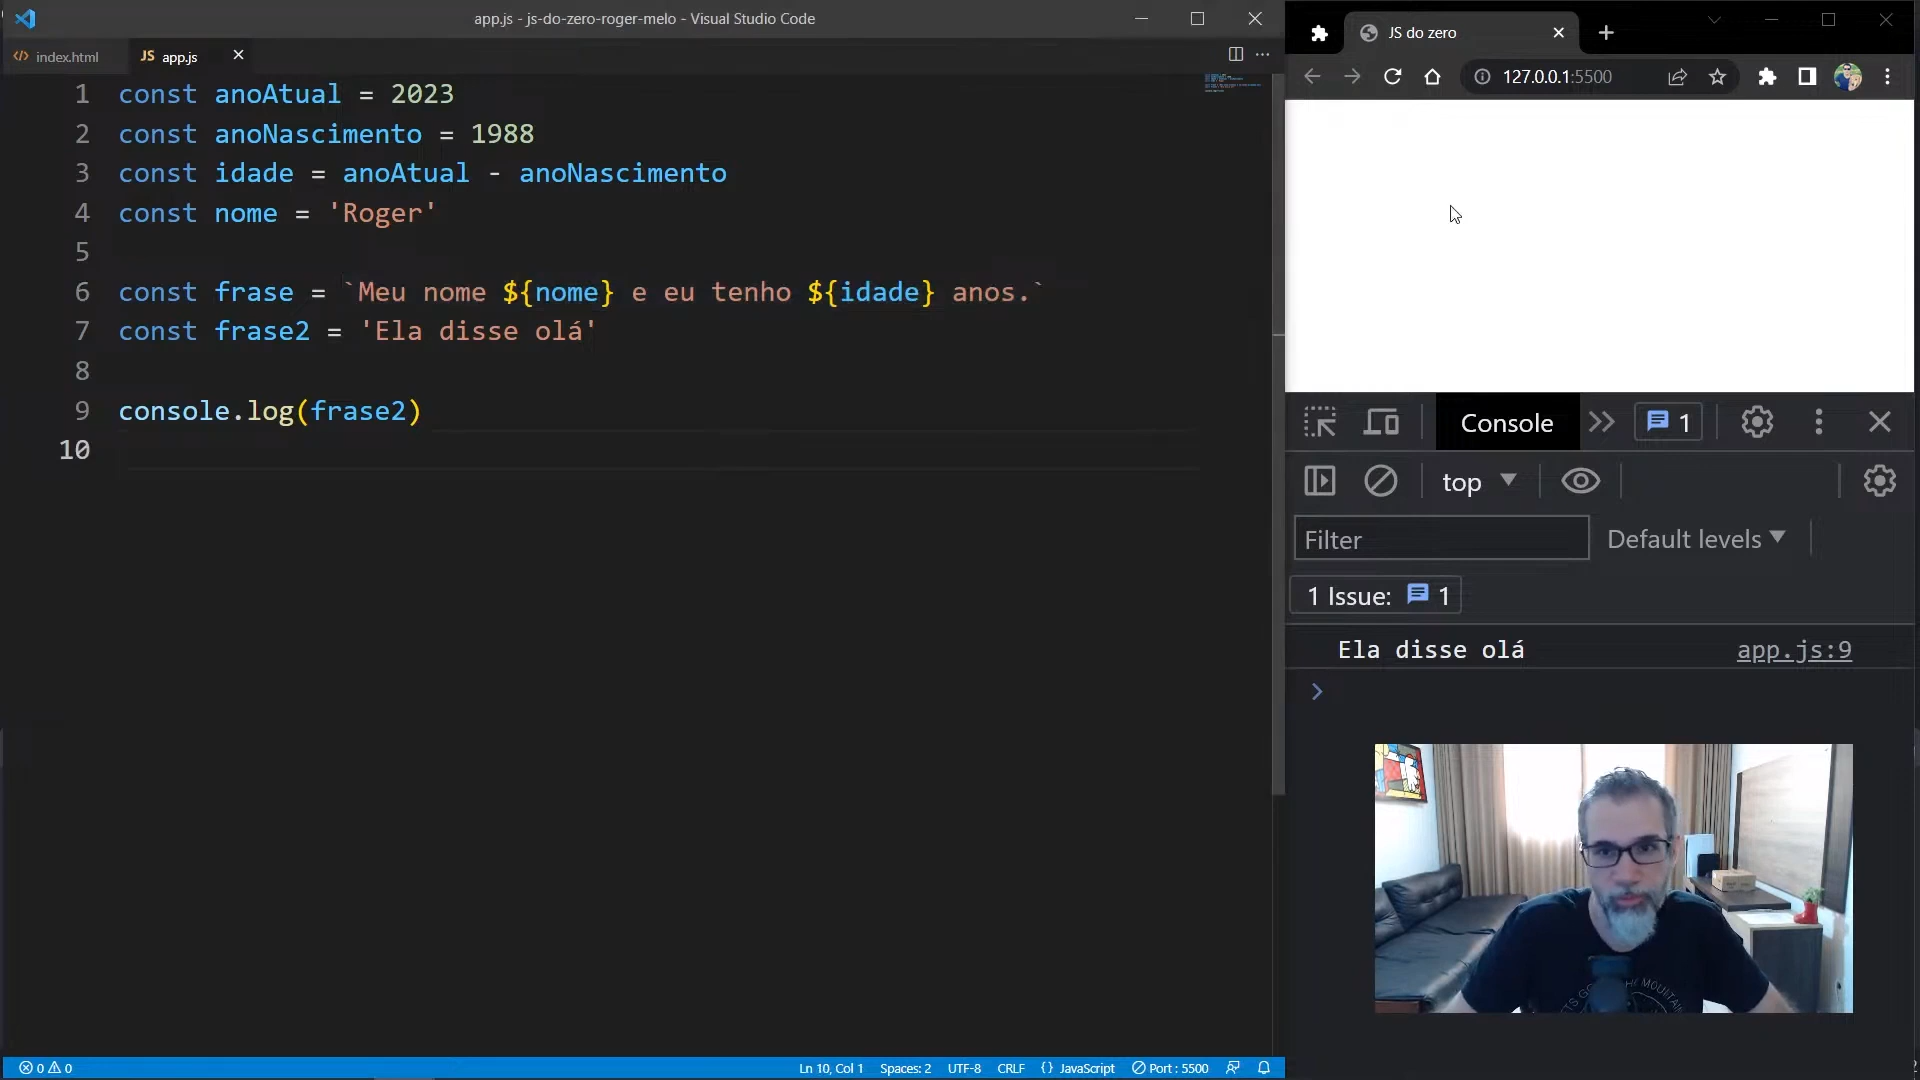 app.js - js-do-zero-roger-melo - Visual Studio Code
index.html
JS app.js
1 const anoAtual = 2023
2 const anoNascimento = 1988
3 const idade = anoAtual - anoNascimento
4 const nome = 'Roger'
5
6 const frase = `Meu nome ${nome} e eu tenho ${idade} anos.`
7 const frase2 = 'Ela disse olá'
8
9 console.log(frase2)
10
0 0
Ln 10, Col 1 Spaces: 2 UTF-8 CRLF {} JavaScript Port : 5500
JS do zero
127.0.0.1:5500
Console 1
top
Filter Default levels
1 Issue: 1
Ela disse olá app.js:9